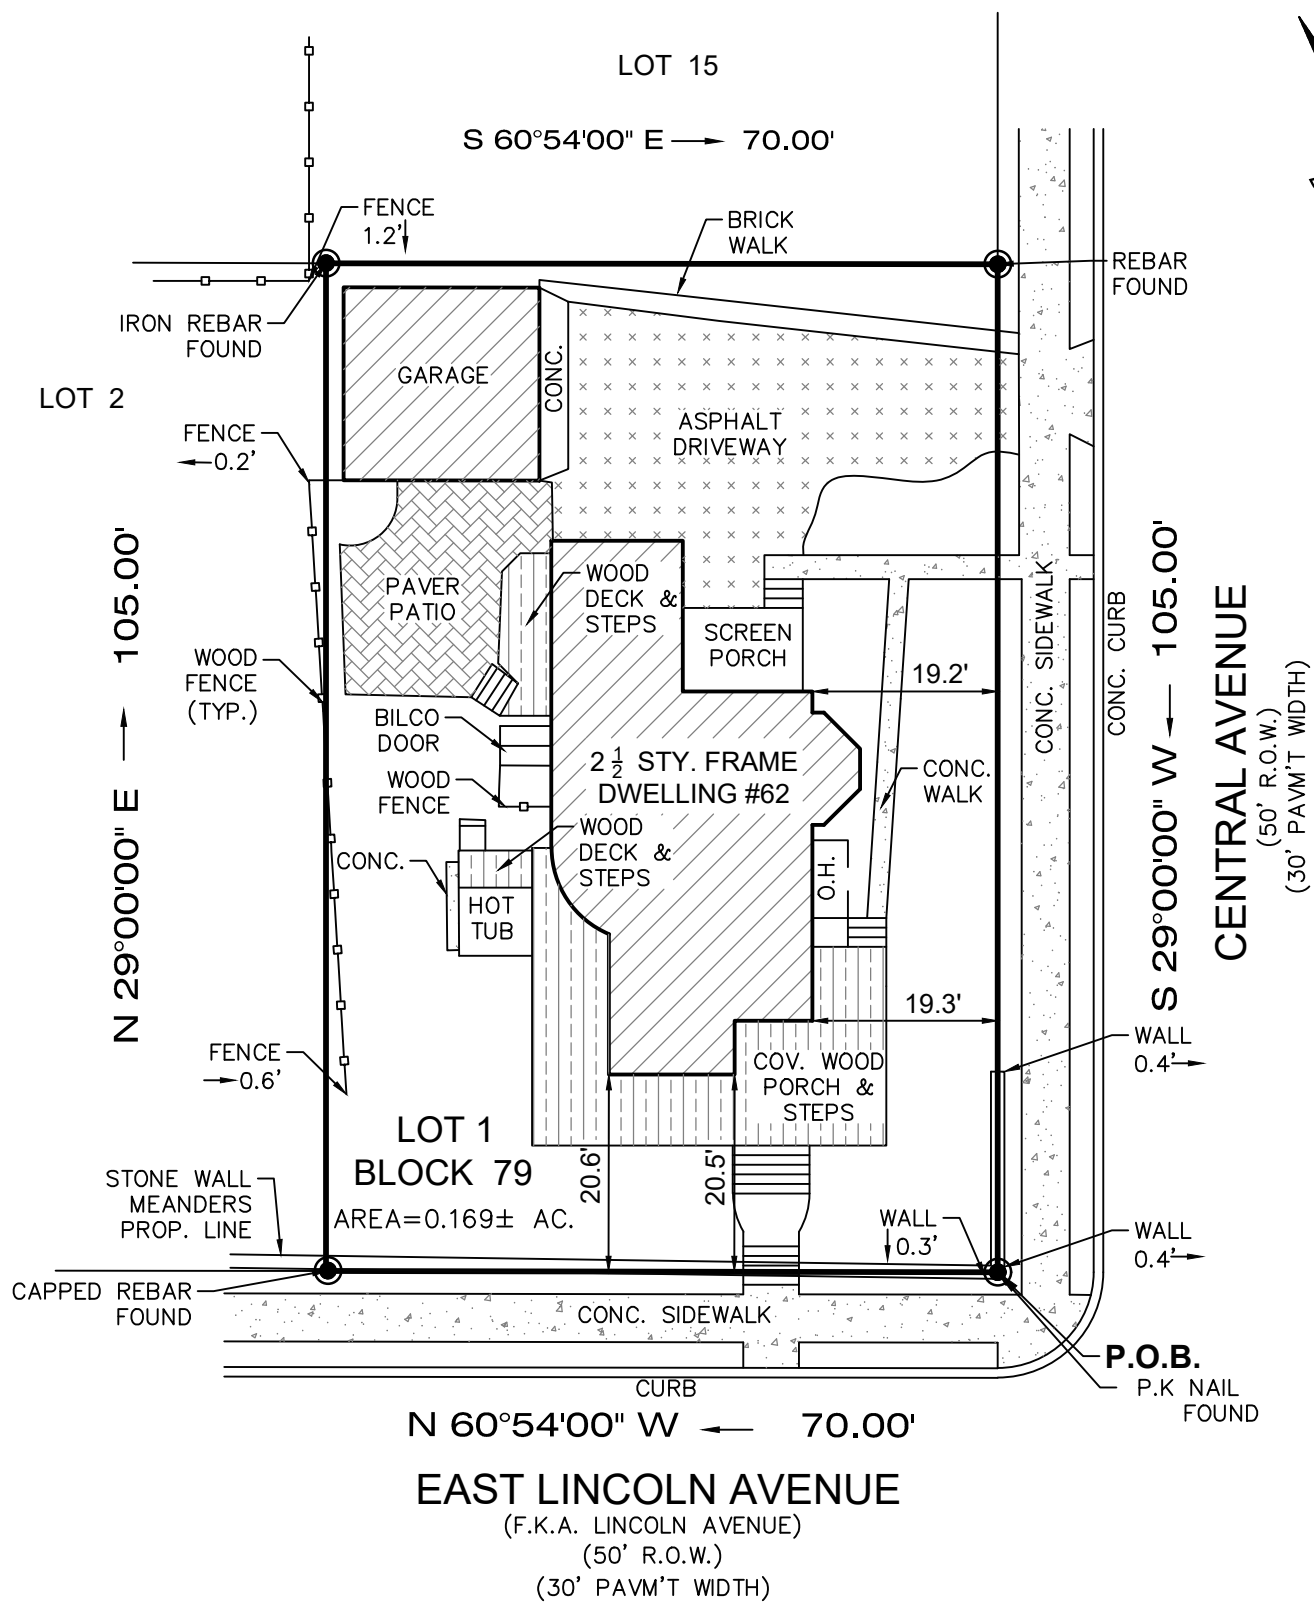 LOT 15
S 60°54'00" E 70.00'
FENCE
1.2'
BRICK
WALK
REBAR
FOUND
IRON REBAR
FOUND
GARAGE
CONC.
LOT 2
ASPHALT
DRIVEWAY
FENCE
0.2'
N 29°00'00" E 105.00'
PAVER
PATIO
WOOD
DECK &
STEPS
SCREEN
PORCH
WOOD
FENCE
(TYP.)
19.2'
CONC. SIDEWALK
CONC. CURB
S 29°00'00" W 105.00'
CENTRAL AVENUE
(50' R.O.W.)
(30' PAVM'T WIDTH)
BILCO
DOOR
2 1/2 STY. FRAME
DWELLING #62
WOOD
FENCE
CONC.
WALK
WOOD
DECK &
STEPS
CONC.
O.H.
HOT
TUB
19.3'
FENCE
0.6'
COV. WOOD
PORCH &
STEPS
WALL
0.4'
LOT 1
BLOCK 79
AREA=0.169± AC.
20.6'
20.5'
STONE WALL
MEANDERS
PROP. LINE
WALL
0.3'
WALL
0.4'
CAPPED REBAR
FOUND
CONC. SIDEWALK
P.O.B.
P.K NAIL
FOUND
CURB
N 60°54'00" W 70.00'
EAST LINCOLN AVENUE
(F.K.A. LINCOLN AVENUE)
(50' R.O.W.)
(30' PAVM'T WIDTH)